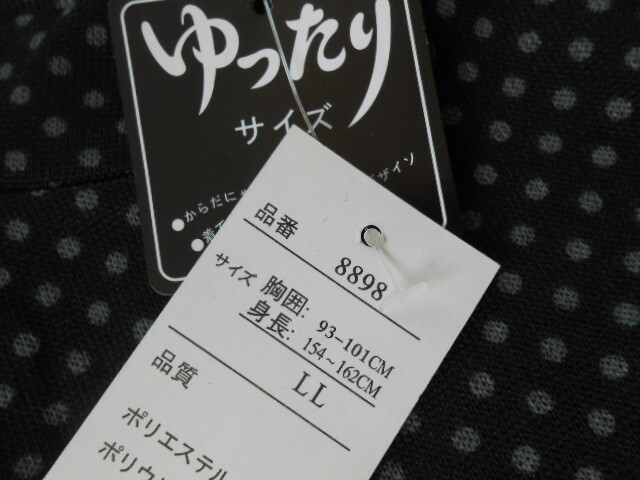 ゆったり
サイズ
●からだに
デザイン
品番
8898
サイズ 胸囲: 93-101CM
身長: 154~162CM
LL
品質
ポリエステル
ポリウ